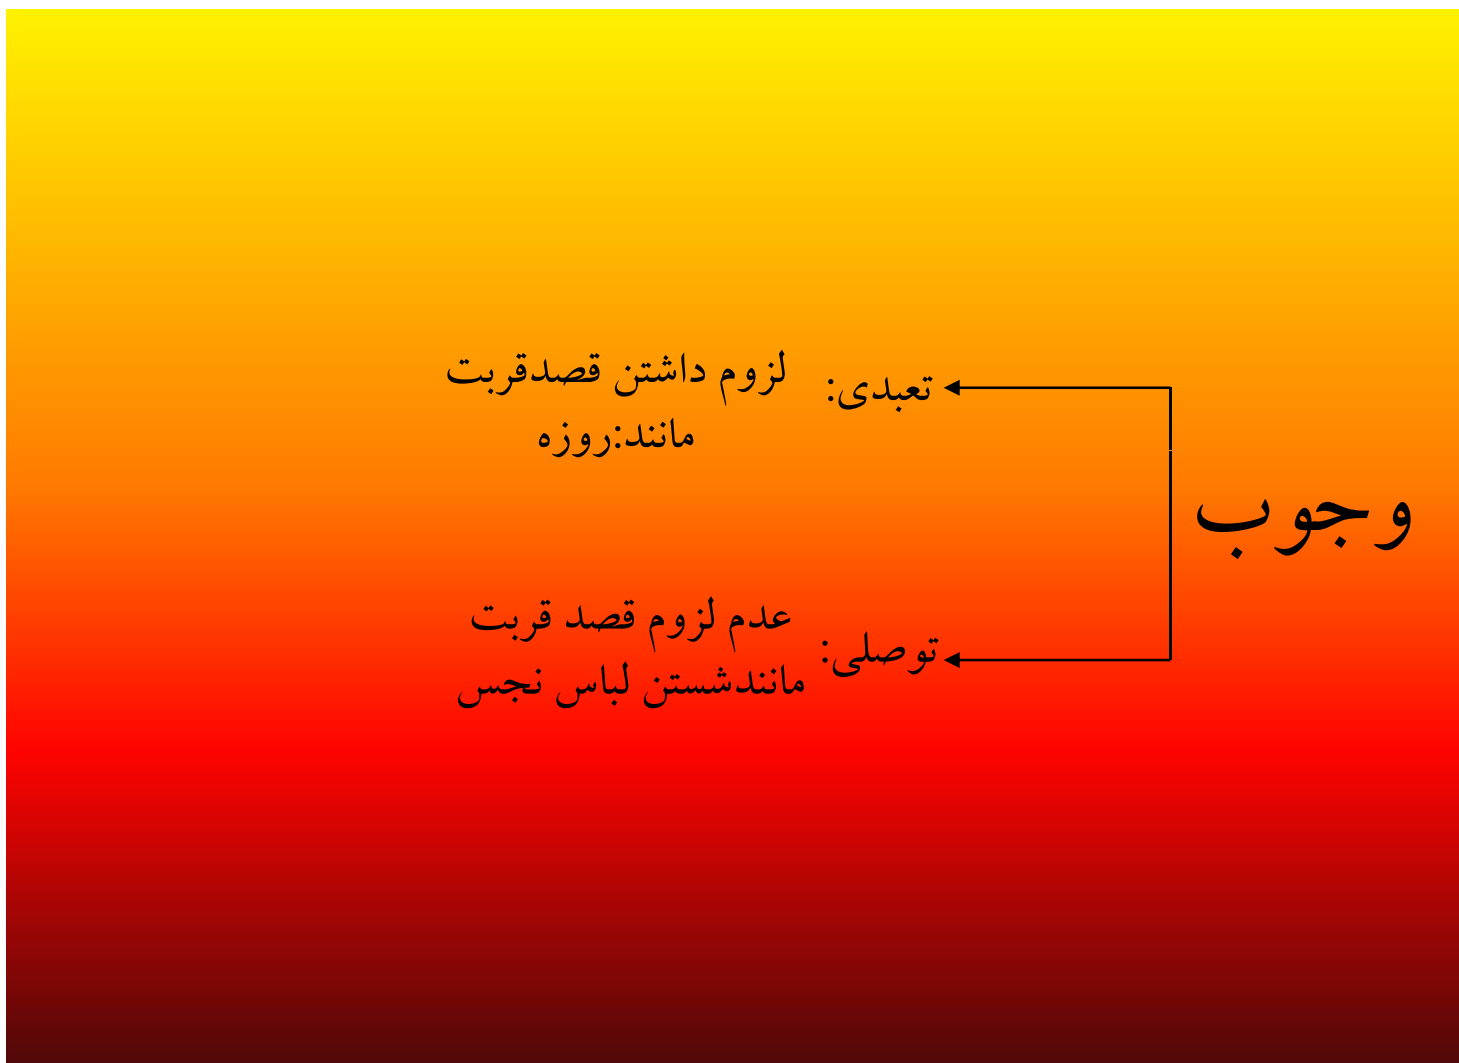 وجوب
تعبدی:
لزوم داشتن قصدقربت
مانند:روزه
توصلی:
عدم لزوم قصد قربت
مانندشستن لباس نجس